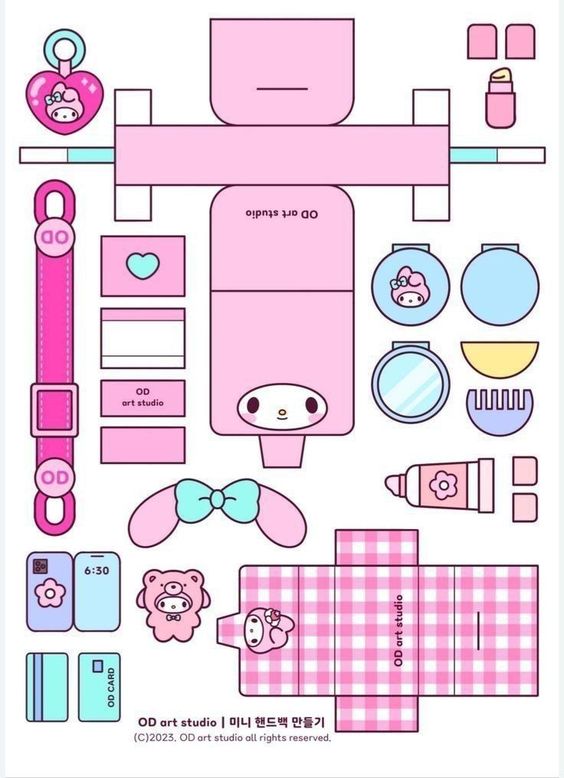 OD
OD art studio
OD
art studio
OD
6:30
OD art studio
OD CARD
OD art studio | 미니 핸드백 만들기
(C)2023. OD art studio all rights reserved.